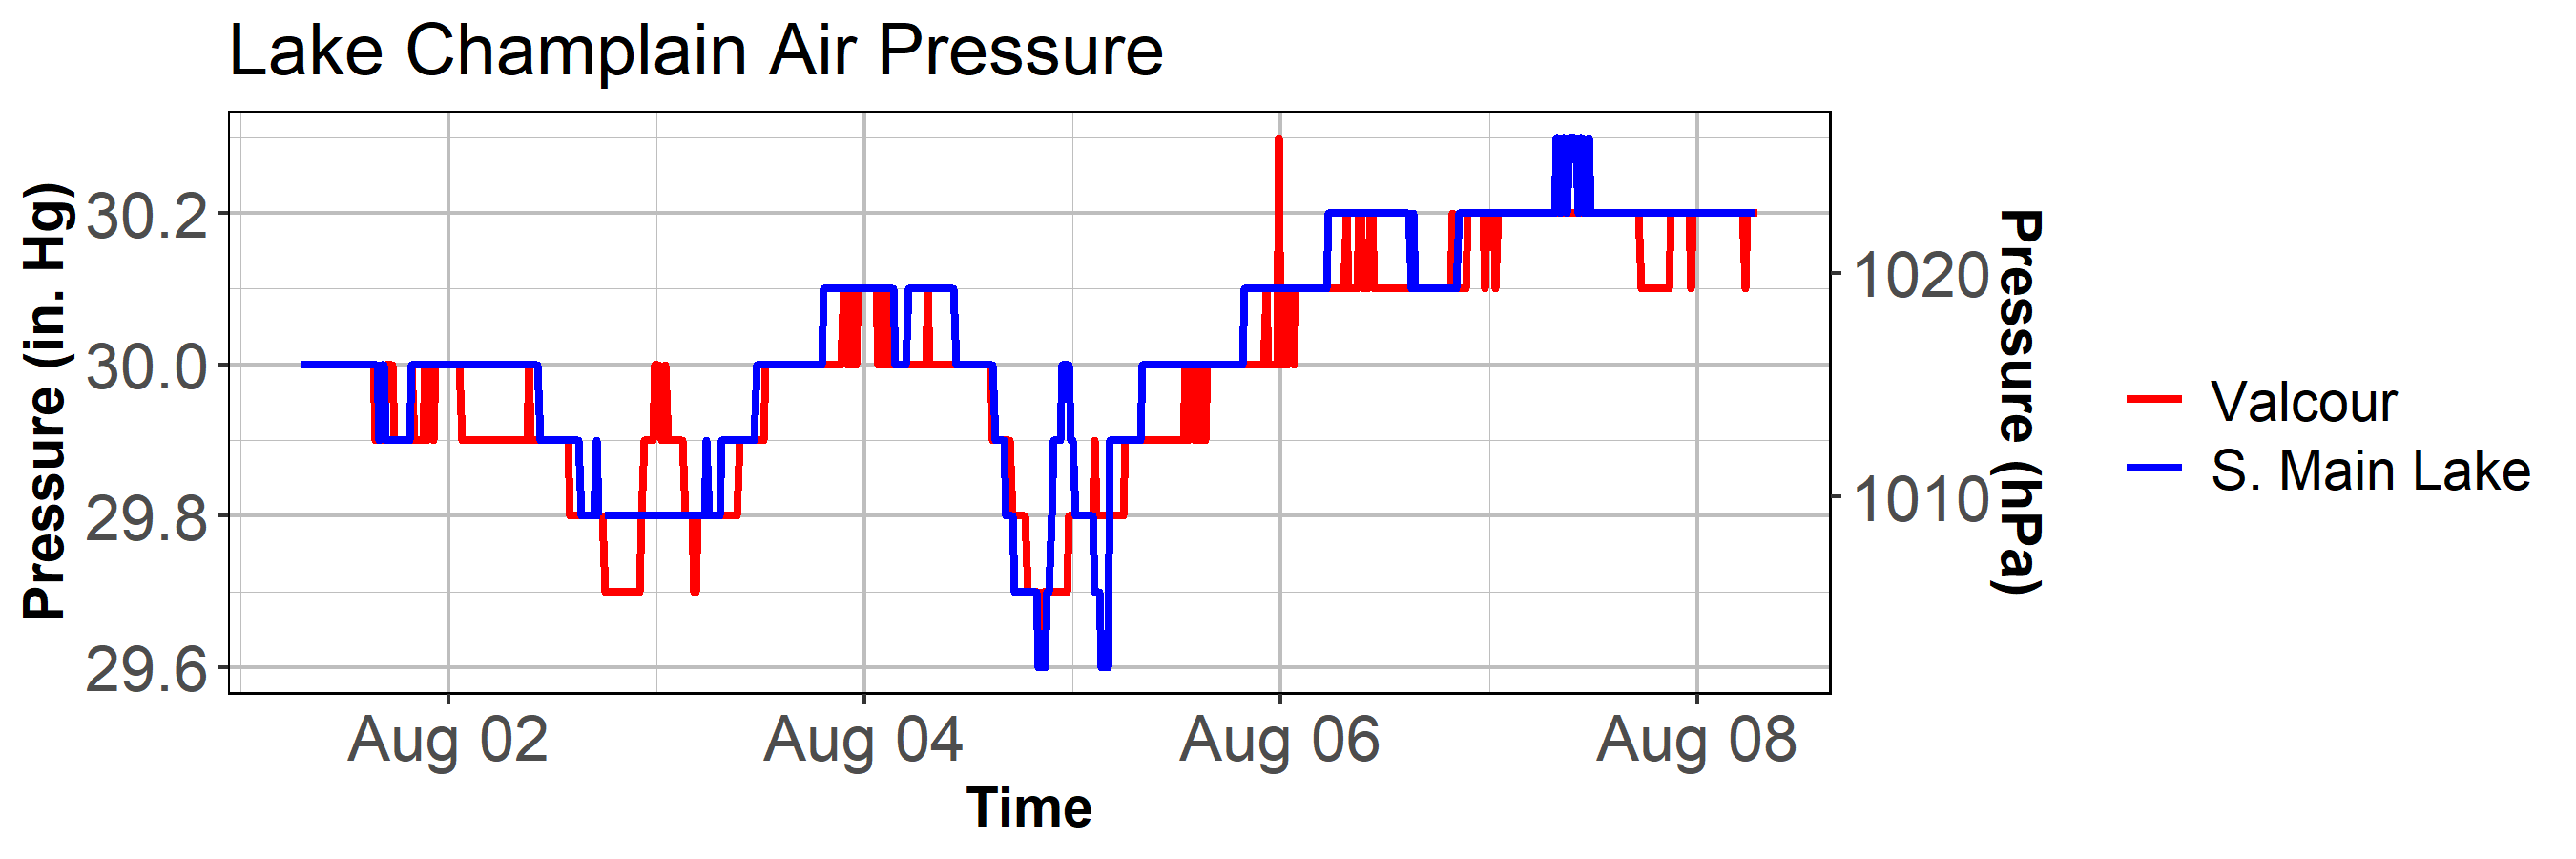 Lake Champlain Air Pressure
Pressure (in. Hg)
30.2
30.0
29.8
29.6
Aug 02
Aug 04
Aug 06
Aug 08
Time
1020
1010
Pressure (hPa)
Valcour
S. Main Lake